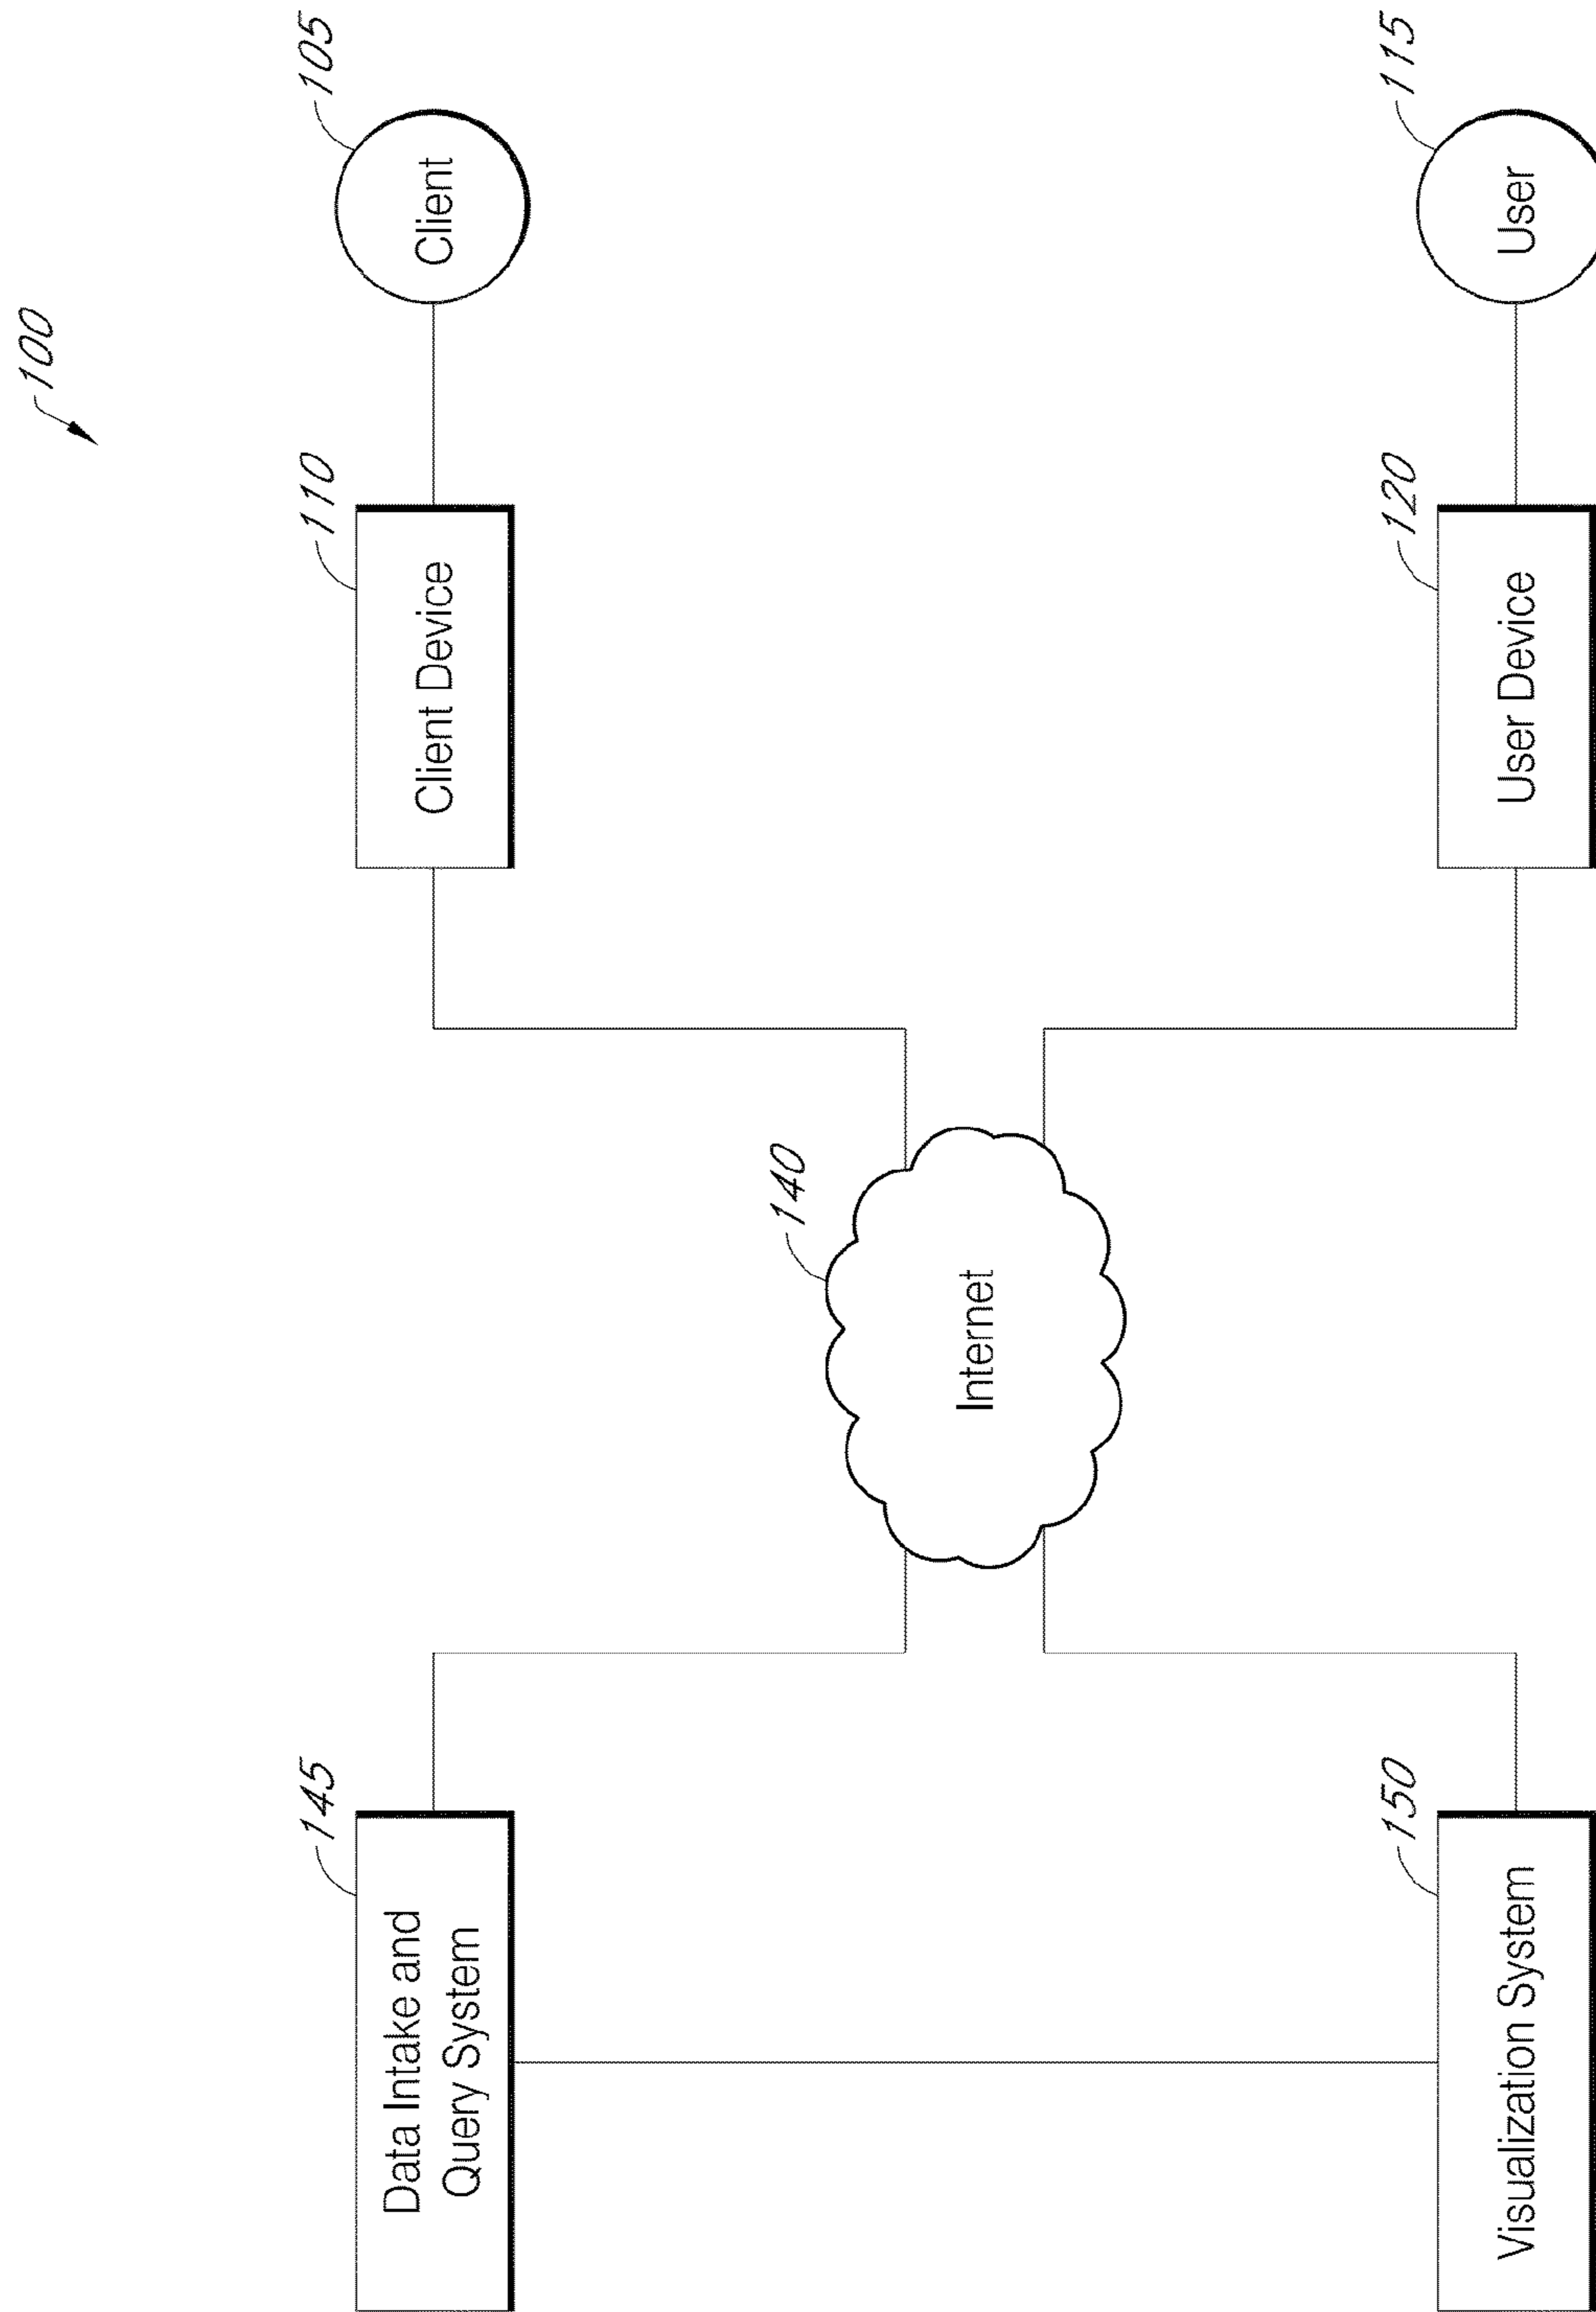 100
145
Data Intake and
Query System
140
Internet
110
Client Device
105
Client
150
Visualization System
120
User Device
115
User